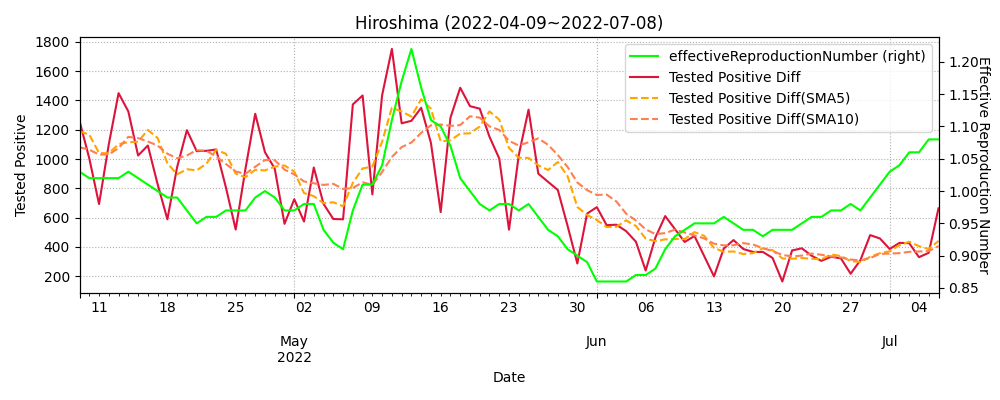 Hiroshima (2022-04-09~2022-07-08)
Tested Positive
1800
1600
1400
1200
1000
800
600
400
200
effectiveReproductionNumber (right)
Tested Positive Diff
Tested Positive Diff(SMA5)
Tested Positive Diff(SMA10)
1.20
1.15
1.10
1.05
1.00
0.95
0.90
0.85
Effective Reproduction Number
11 18 25 02 09 16 23 30 06 13 20 27 04
May Jun Jul
2022
Date